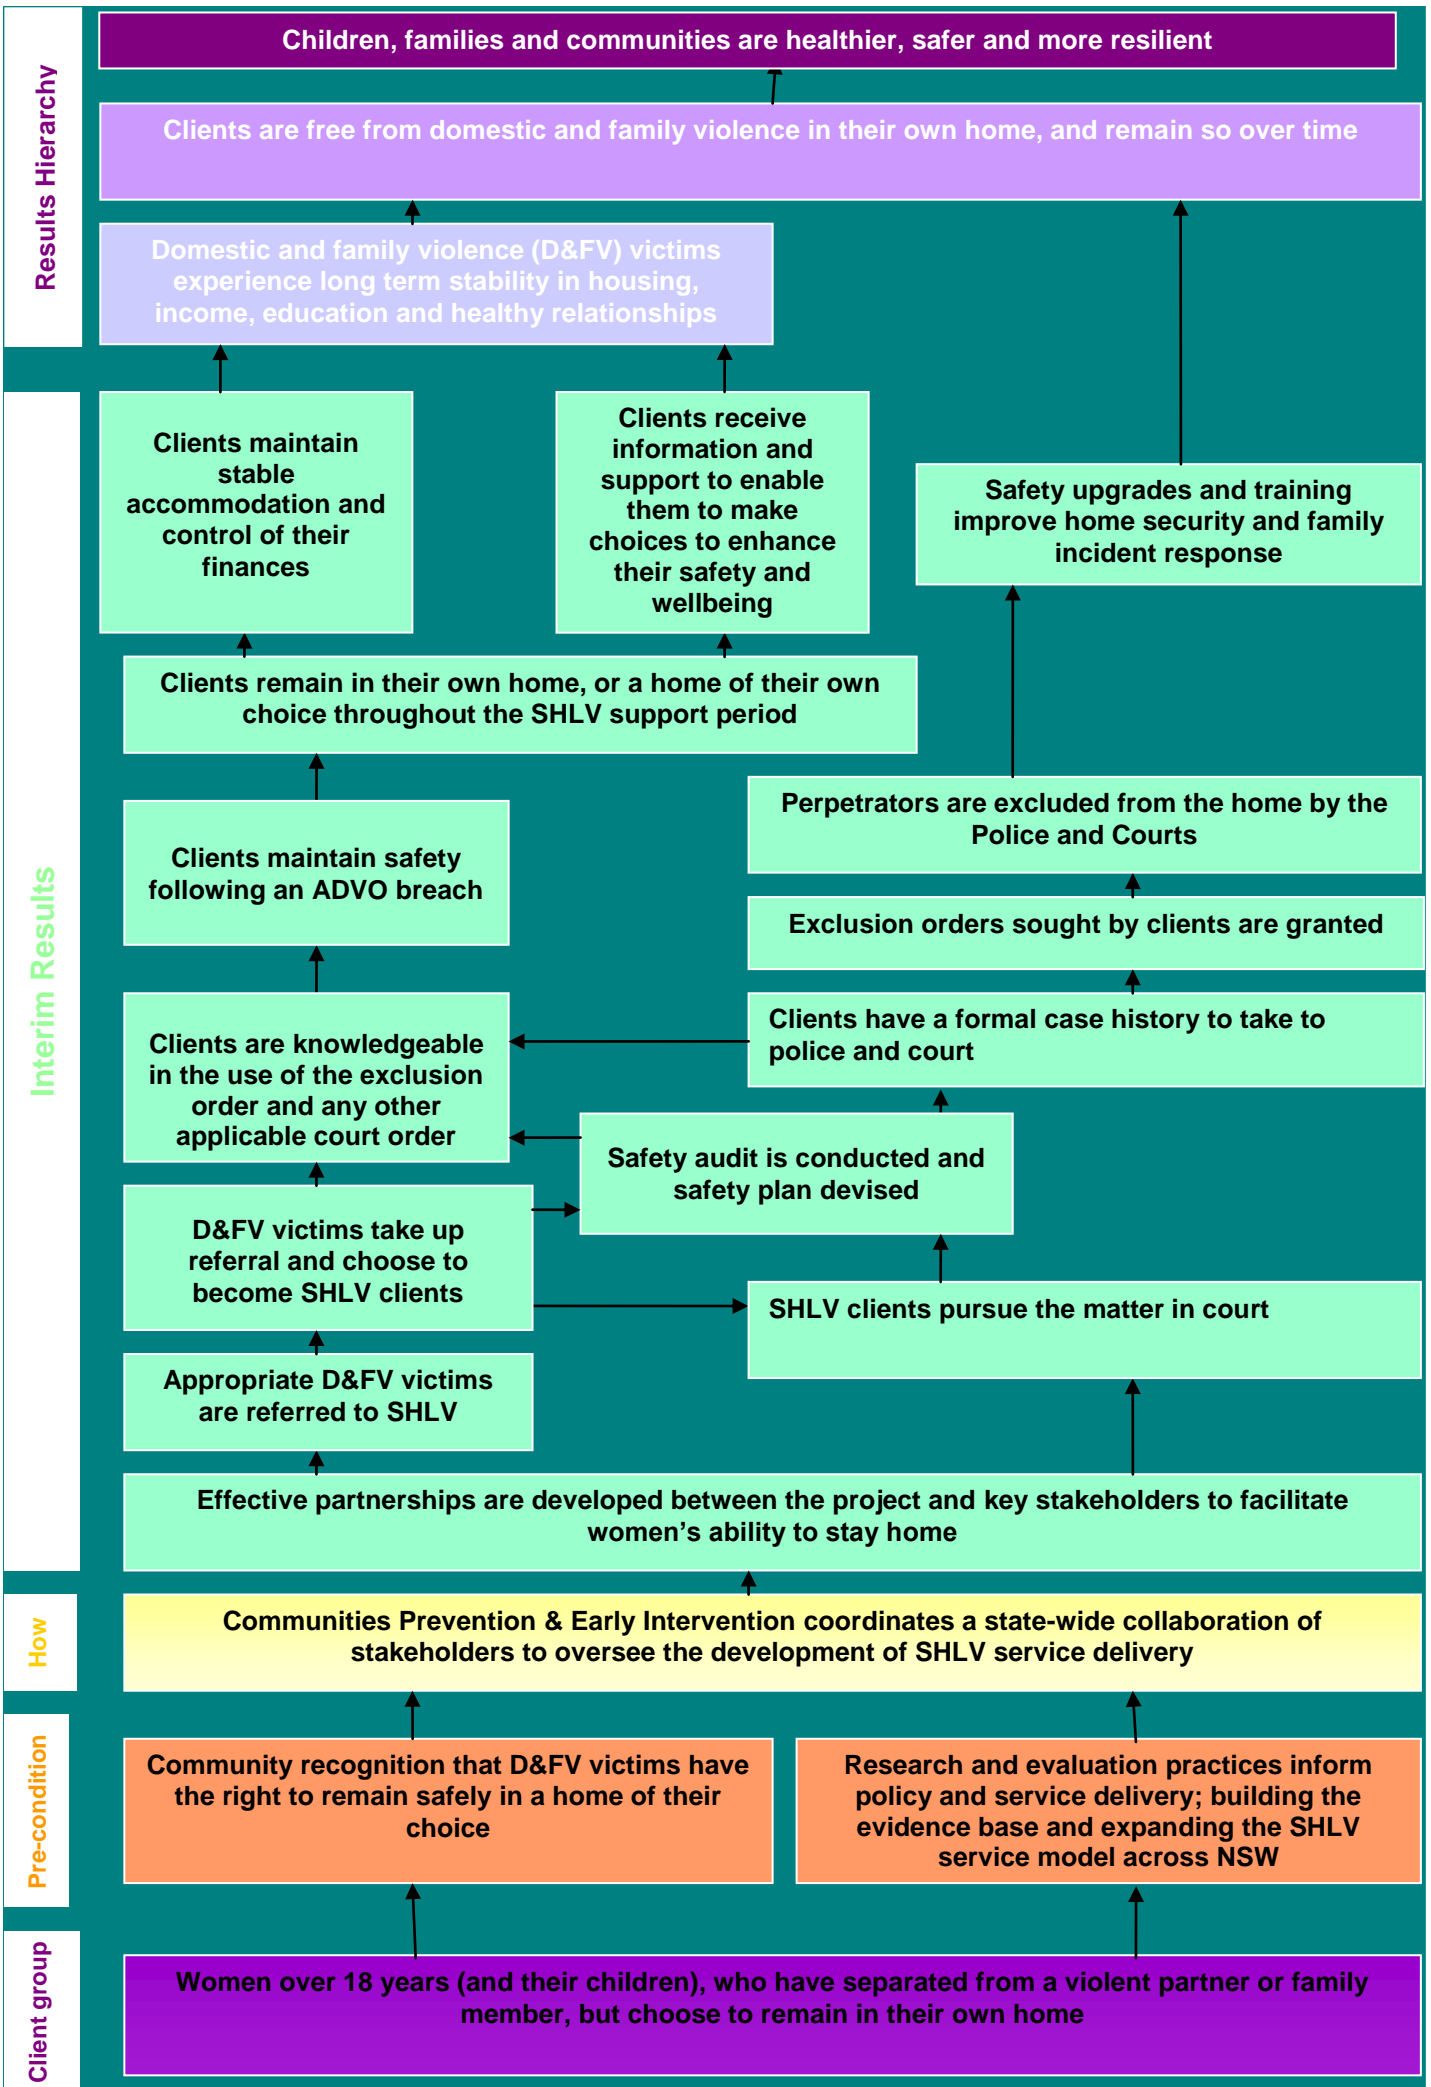 Results Hierarchy
Children, families and communities are healthier, safer and more resilient
Clients are free from domestic and family violence in their own home, and remain so over time
Domestic and family violence (D&FV) victims
experience long term stability in housing,
income, education and healthy relationships
Interim Results
Clients maintain
stable
accommodation and
control of their
finances
Clients receive
information and
support to enable
them to make
choices to enhance
their safety and
wellbeing
Safety upgrades and training
improve home security and family
incident response
Clients remain in their own home, or a home of their own
choice throughout the SHLV support period
Perpetrators are excluded from the home by the
Police and Courts
Clients maintain safety
following an ADVO breach
Exclusion orders sought by clients are granted
Clients have a formal case history to take to
police and court
Clients are knowledgeable
in the use of the exclusion
order and any other
applicable court order
Safety audit is conducted and
safety plan devised
D&FV victims take up
referral and choose to
become SHLV clients
SHLV clients pursue the matter in court
Appropriate D&FV victims
are referred to SHLV
Effective partnerships are developed between the project and key stakeholders to facilitate
women’s ability to stay home
How
Communities Prevention & Early Intervention coordinates a state-wide collaboration of
stakeholders to oversee the development of SHLV service delivery
Pre-condition
Community recognition that D&FV victims have
the right to remain safely in a home of their
choice
Research and evaluation practices inform
policy and service delivery; building the
evidence base and expanding the SHLV
service model across NSW
Client group
Women over 18 years (and their children), who have separated from a violent partner or family
member, but choose to remain in their own home